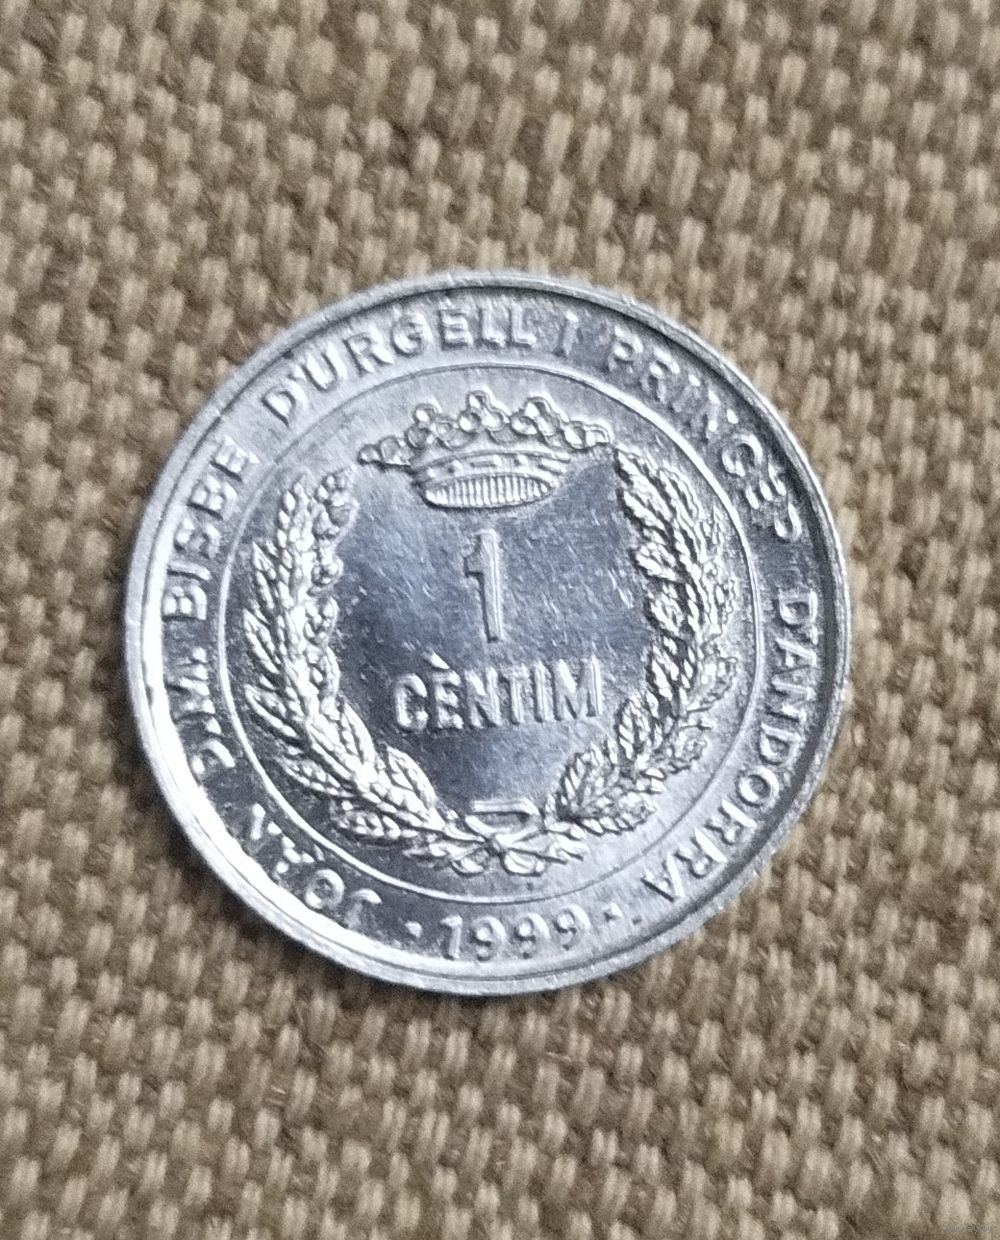 JOAN D.M. BISBE D'URGELL I PRÍNCEP D'ANDORRA
1
CÈNTIM
· 1999 ·